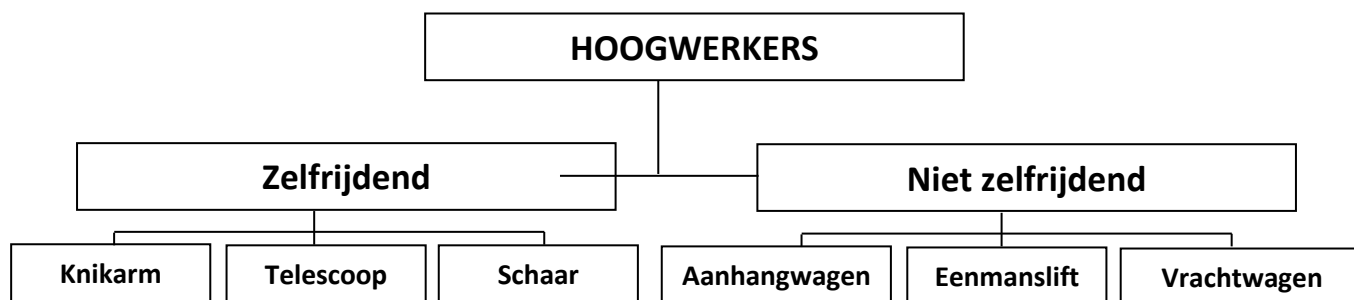 HOOGWERKERS
Zelfrijdend
Niet zelfrijdend
Knikarm
Telescoop
Schaar
Aanhangwagen
Eenmanslift
Vrachtwagen